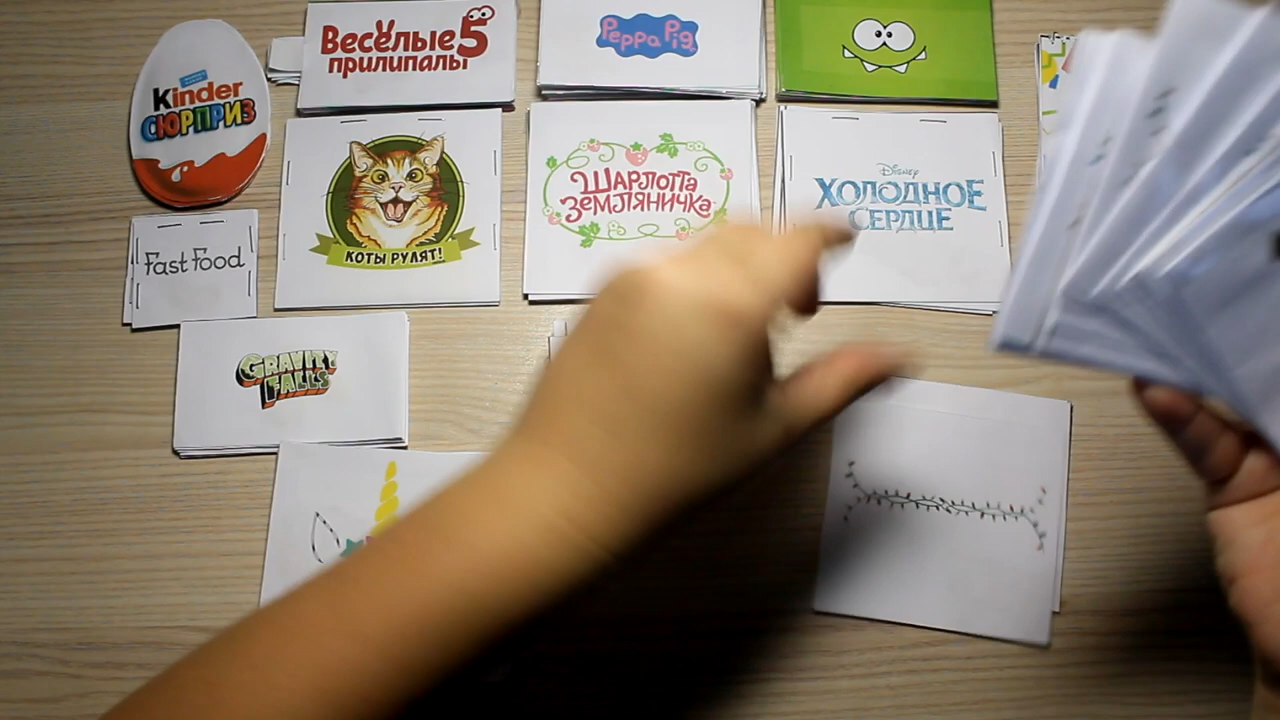 Kinder
СЮРПРИЗ
Весёлые 5
прилипалы
Peppa Pig
Fast Food
КОТЫ РУЛЯТ!
Шарлотта
Земляничка
Disney
ХОЛОДНОЕ
СЕРДЦЕ
GRAVITY
FALLS